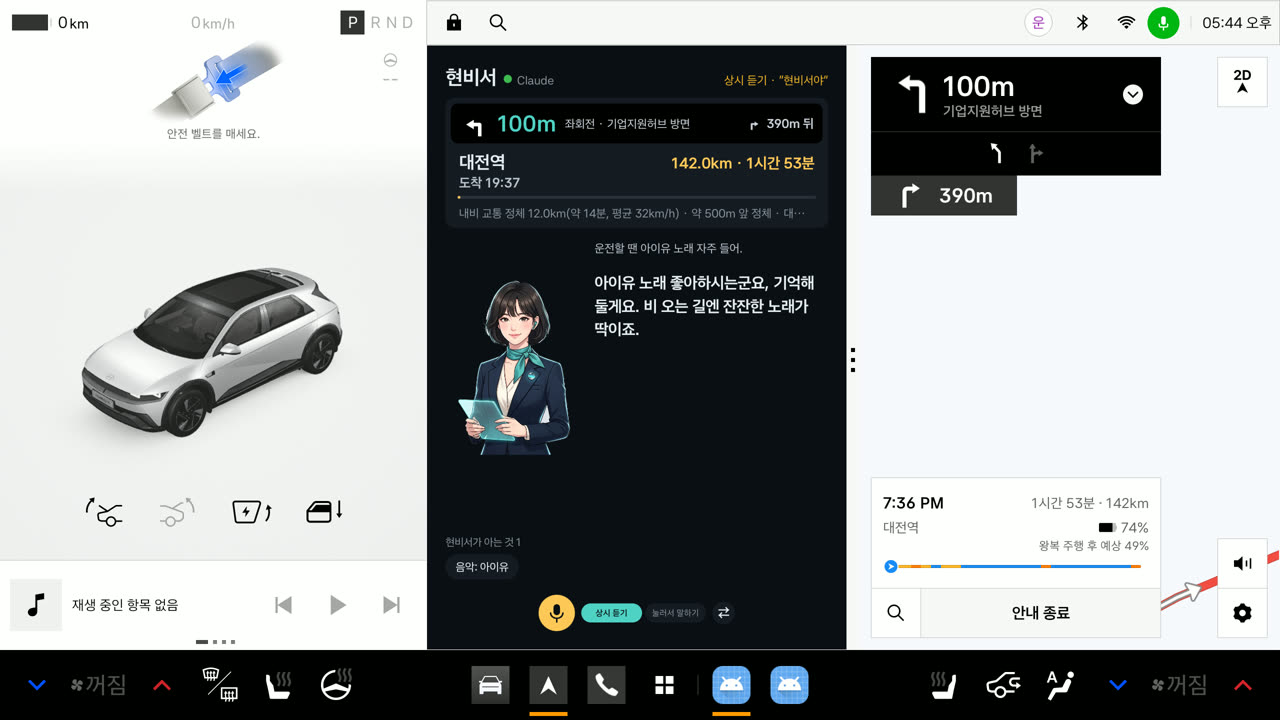 0 km
0 km/h
P R N D
안전 벨트를 매세요.
재생 중인 항목 없음
운
05:44 오후
현비서
Claude
상시 듣기 · "현비서야"
100m 좌회전 · 기업지원허브 방면
390m 뒤
대전역
142.0km · 1시간 53분
도착 19:37
내비 교통 정체 12.0km(약 14분, 평균 32km/h) · 약 500m 앞 정체 · 대…
운전할 땐 아이유 노래 자주 들어.
아이유 노래 좋아하시는군요, 기억해
둘게요. 비 오는 길엔 잔잔한 노래가
딱이죠.
현비서가 아는 것 1
음악: 아이유
상시 듣기
눌러서 말하기
100m
기업지원허브 방면
390m
2D
7:36 PM
1시간 53분 · 142km
대전역
74%
왕복 주행 후 예상 49%
안내 종료
꺼짐
A
꺼짐